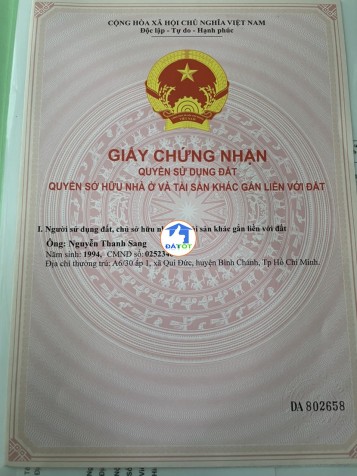 CỘNG HÒA XÃ HỘI CHỦ NGHĨA VIỆT NAM
Độc lập - Tự do - Hạnh phúc
GIẤY CHỨNG NHẬN
QUYỀN SỬ DỤNG ĐẤT
QUYỀN SỞ HỮU NHÀ Ở VÀ TÀI SẢN KHÁC GẮN LIỀN VỚI ĐẤT
I. Người sử dụng đất, chủ sở hữu sản khác gắn liền với đất
ĐẤT TỐT
Ông: Nguyễn Thanh Sang
Năm sinh: 1994, CMND số:
Địa chỉ thường trú: A6/30 ấp 1, xã Qui Đức, huyện Bình Chánh, Tp Hồ Chí Minh.
DA 802658